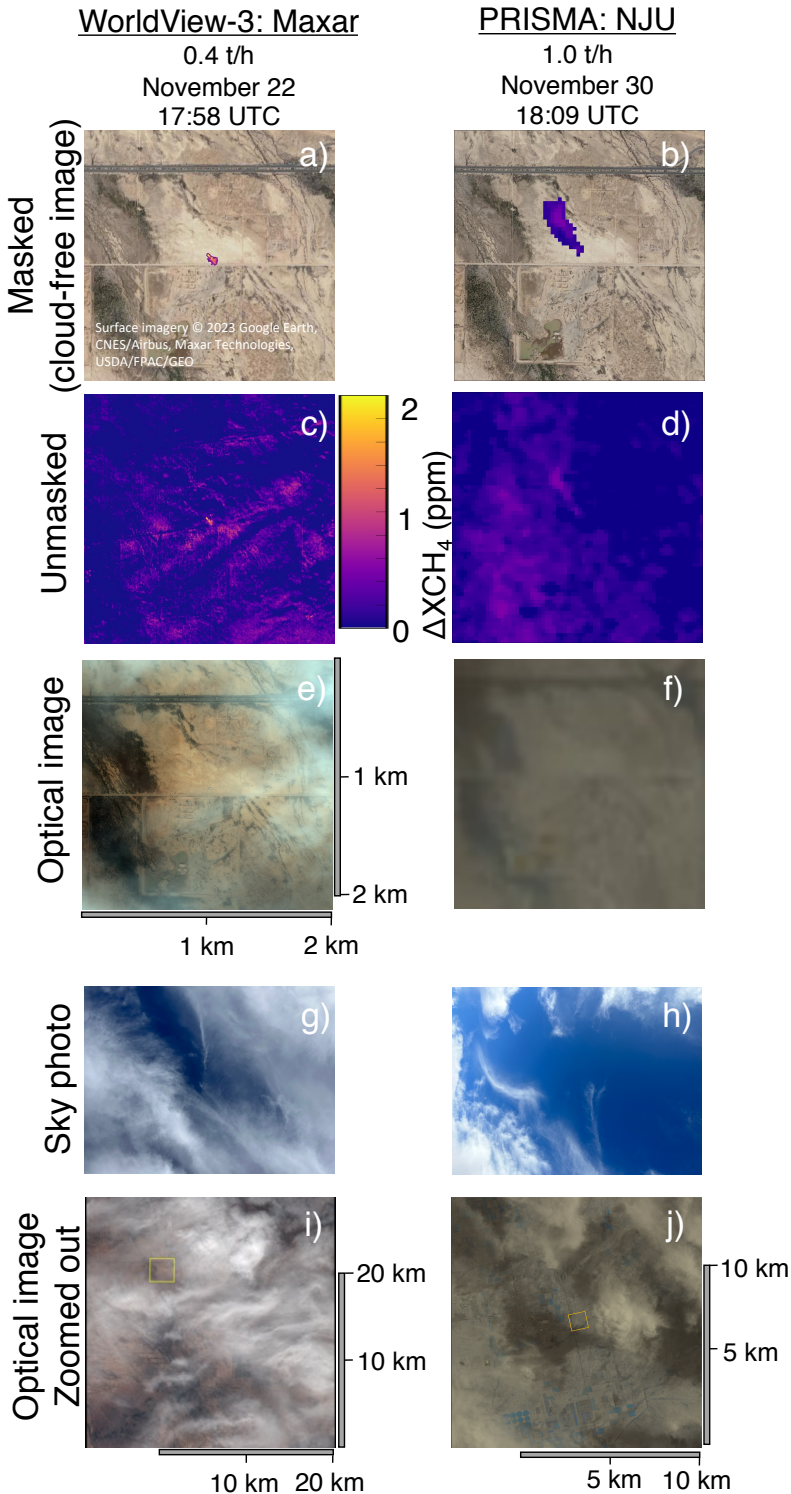 WorldView-3: Maxar
0.4 t/h
November 22
17:58 UTC
PRISMA: NJU
1.0 t/h
November 30
18:09 UTC
Masked
(cloud-free image)
a)
Surface imagery © 2023 Google Earth,
CNES/Airbus, Maxar Technologies,
USDA/FPAC/GEO
b)
Unmasked
c)
2
1
0
ΔXCH₄ (ppm)
d)
Optical image
e)
1 km
2 km
1 km
2 km
f)
Sky photo
g)
h)
Optical image
Zoomed out
i)
20 km
10 km
10 km
20 km
j)
10 km
5 km
5 km
10 km